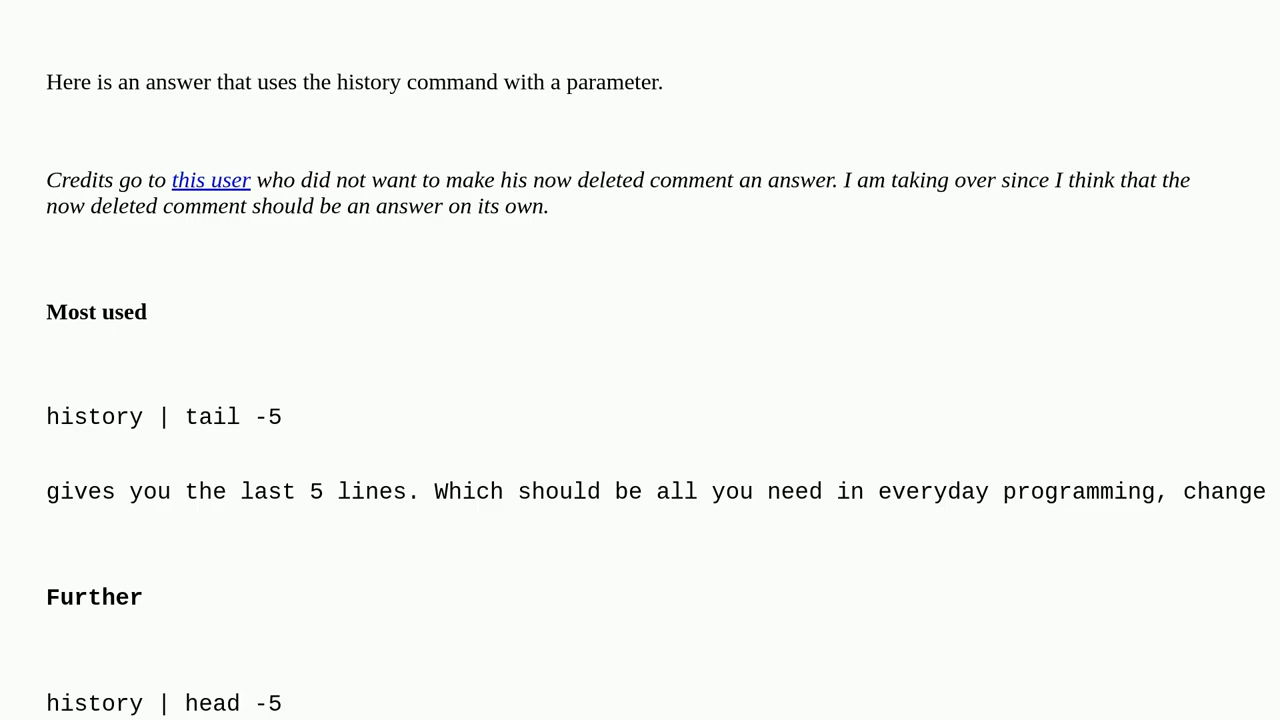 Here is an answer that uses the history command with a parameter.
Credits go to this user who did not want to make his now deleted comment an answer. I am taking over since I think that the
now deleted comment should be an answer on its own.
Most used
history | tail -5
gives you the last 5 lines. Which should be all you need in everyday programming, change
Further
history | head -5